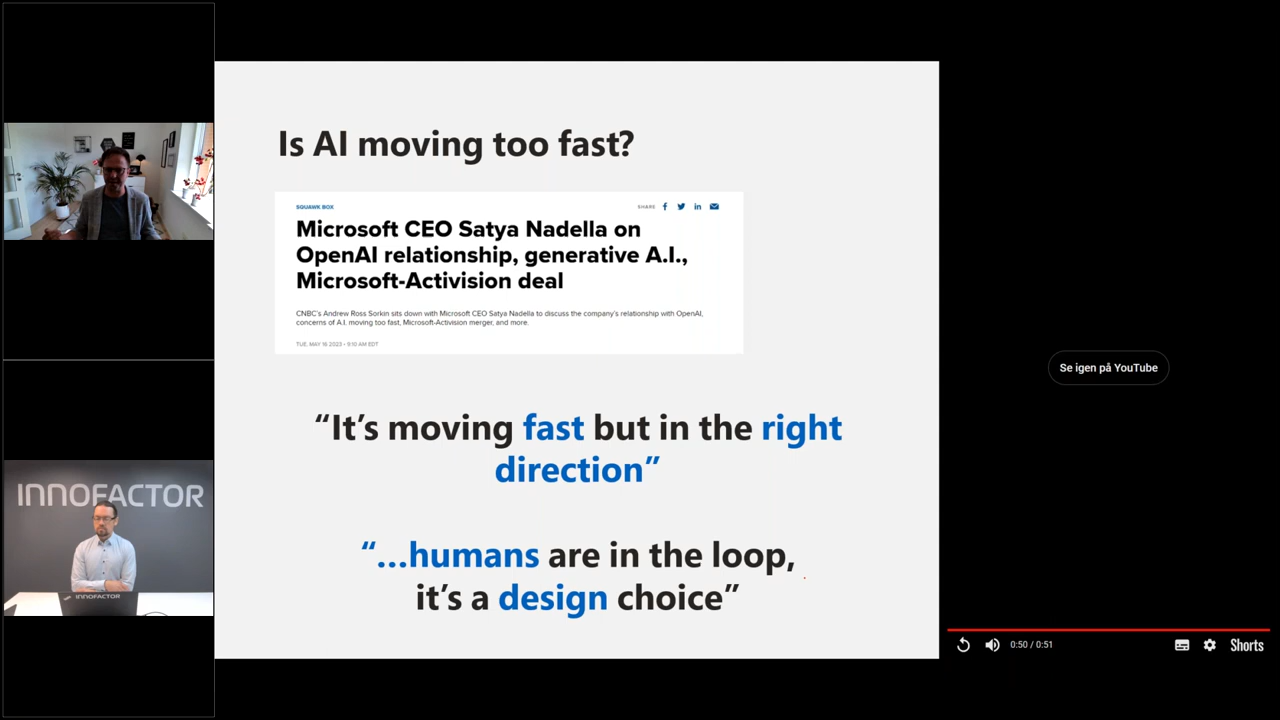 INNOFACTOR
INNOFACTOR
Is AI moving too fast?
SQUAWK BOX
SHARE
Microsoft CEO Satya Nadella on
OpenAI relationship, generative A.I.,
Microsoft-Activision deal
CNBC's Andrew Ross Sorkin sits down with Microsoft CEO Satya Nadella to discuss the company's relationship with OpenAI,
concerns of A.I. moving too fast, Microsoft-Activision merger, and more.
TUE, MAY 16 2023 • 9:10 AM EDT
“It’s moving fast but in the right
direction”
“...humans are in the loop,
it’s a design choice”
Se igen på YouTube
0:50 / 0:51
Shorts